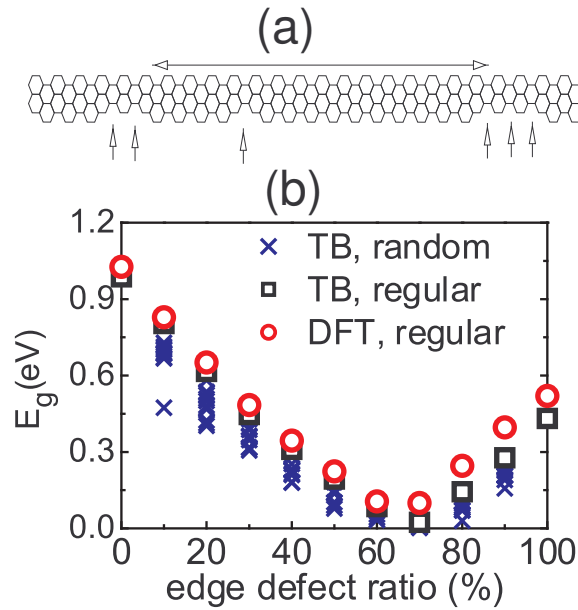 (a)
(b)
1.2
0.9
0.6
0.3
0.0
E_g(eV)
TB, random
TB, regular
DFT, regular
0 20 40 60 80 100
edge defect ratio (%)